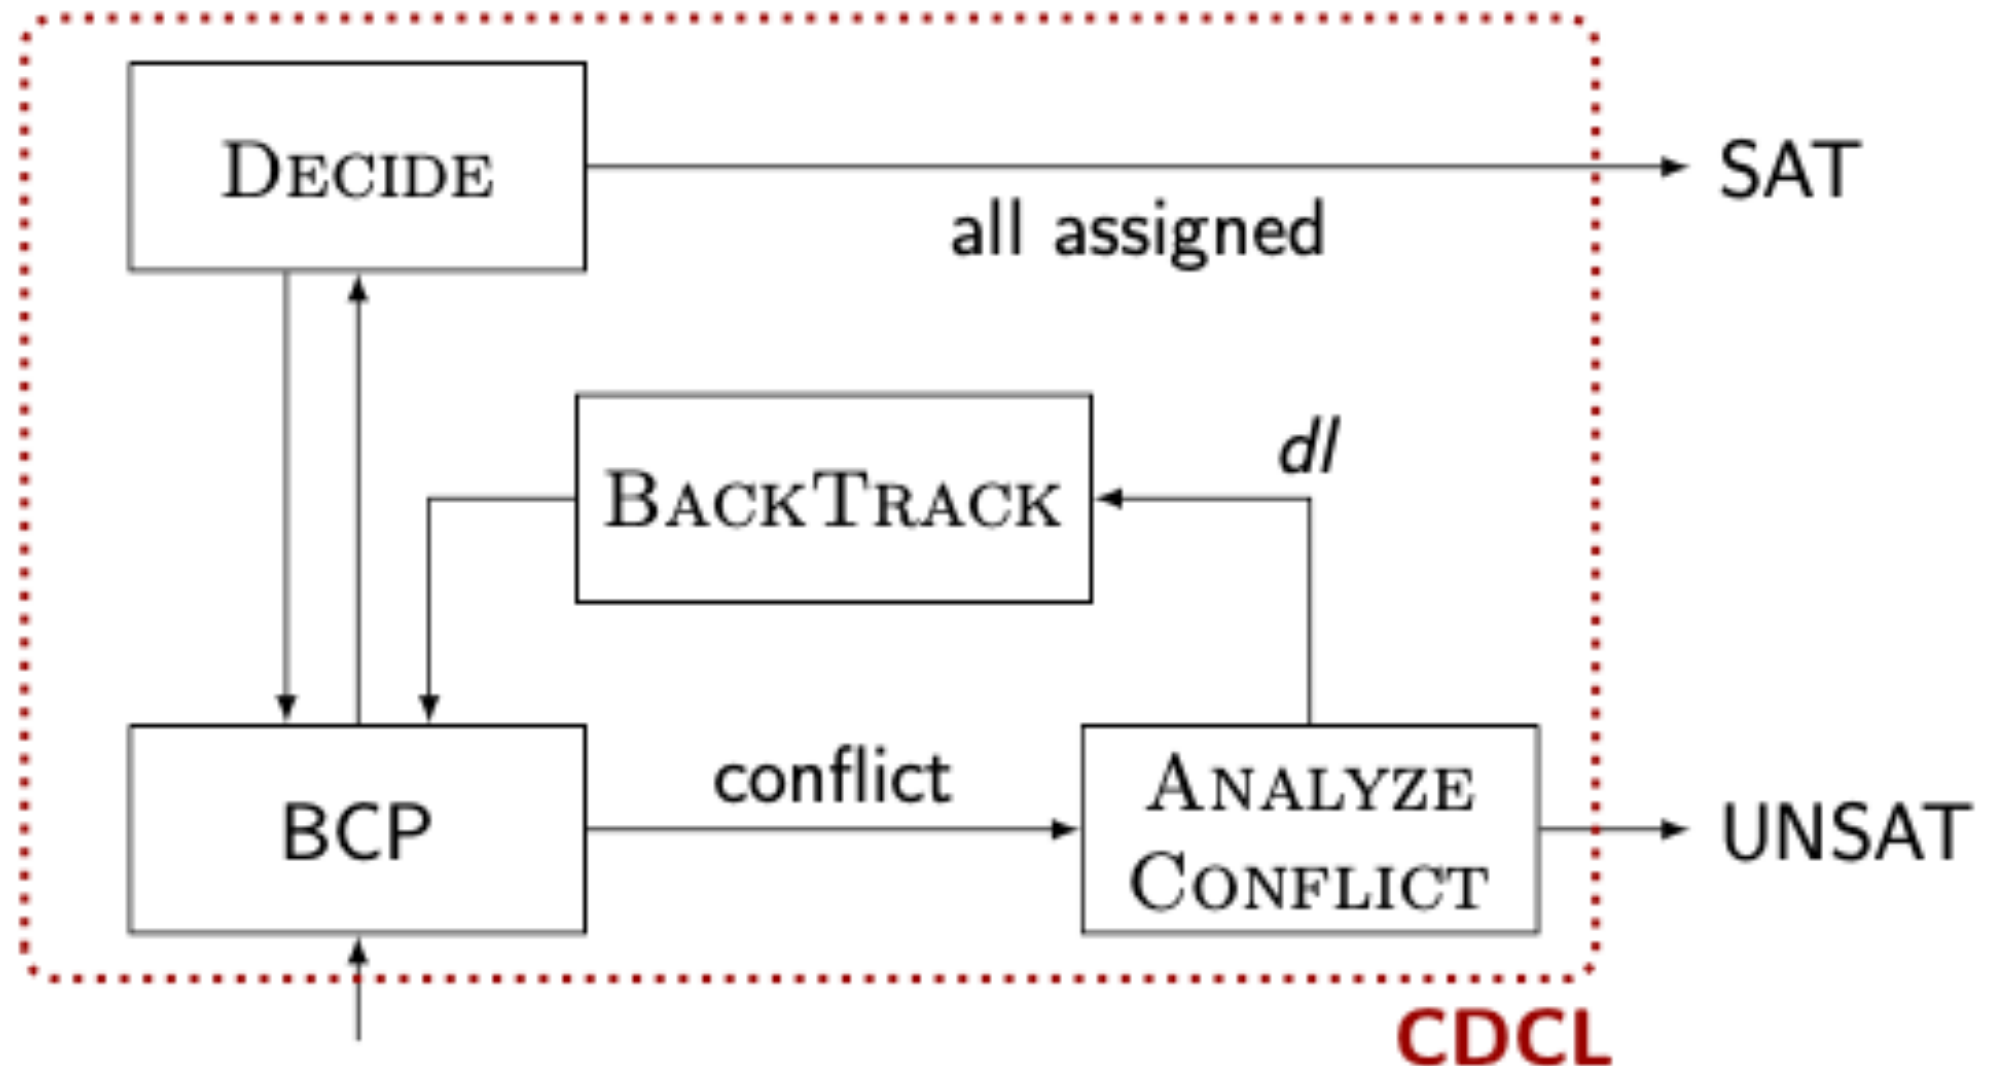 DECIDE
SAT
all assigned
dl
BACKTRACK
conflict
BCP
ANALYZE
CONFLICT
UNSAT
CDCL